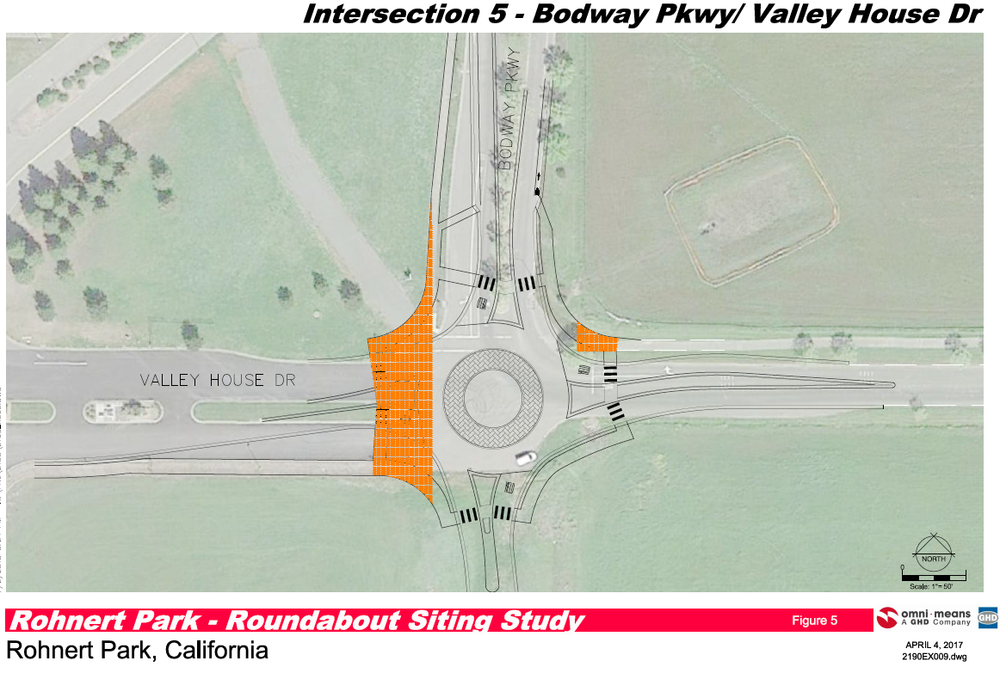 Intersection 5 - Bodway Pkwy/ Valley House Dr
BODWAY PKWY
VALLEY HOUSE DR
NORTH
0
Scale: 1"= 50'
Rohnert Park - Roundabout Siting Study
Figure 5
omni·means
A GHD Company
GHD
Rohnert Park, California
APRIL 4, 2017
2190EX009.dwg